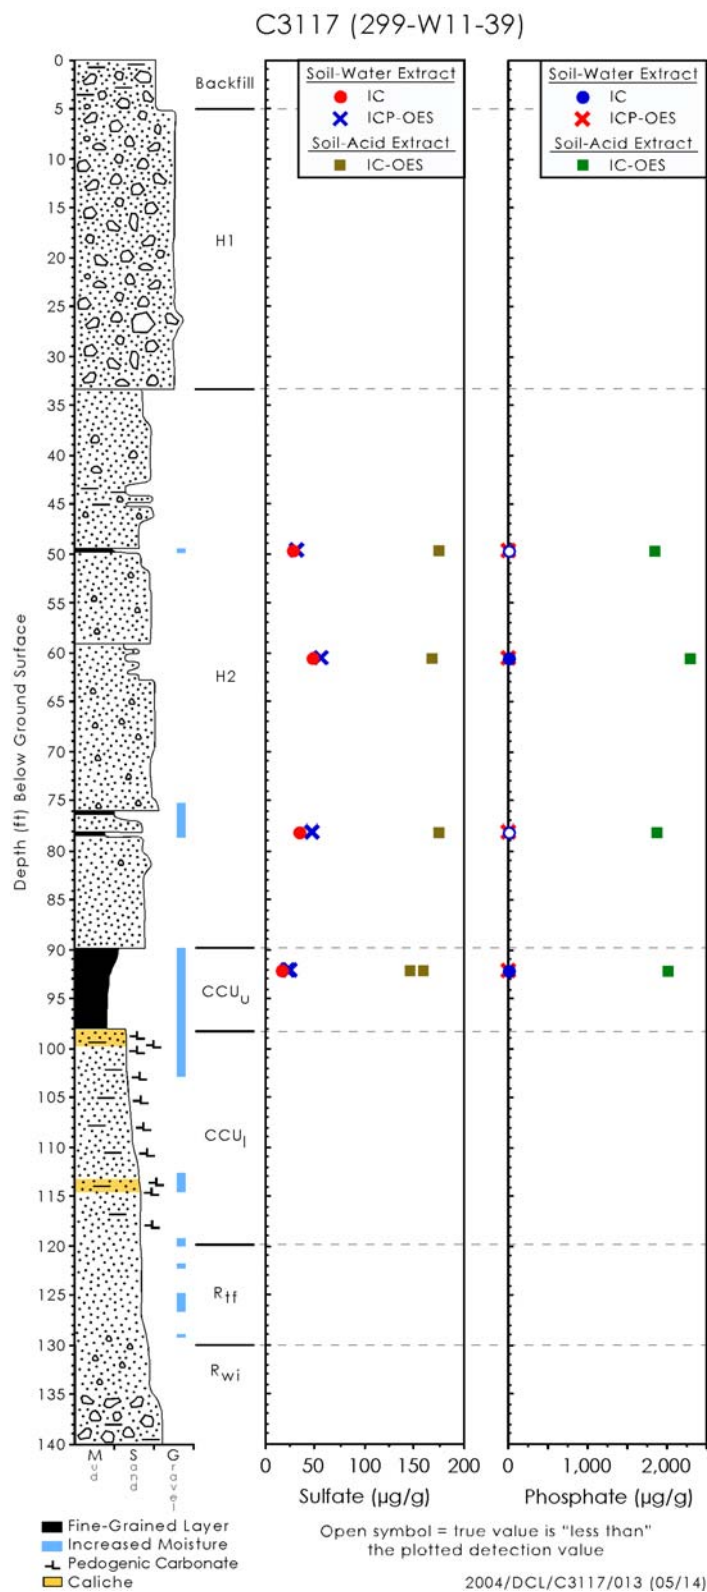 C3117 (299-W11-39)
Soil-Water Extract
IC
ICP-OES
Soil-Acid Extract
IC-OES
Soil-Water Extract
IC
ICP-OES
Soil-Acid Extract
IC-OES
Depth (ft) Below Ground Surface
0
5
10
15
20
25
30
35
40
45
50
55
60
65
70
75
80
85
90
95
100
105
110
115
120
125
130
135
140
Backfill
H1
H2
CCUu
CCUl
Rtf
Rwi
Mud
Sand
Gravel
0 50 100 150 200
Sulfate (µg/g)
0 1,000 2,000
Phosphate (µg/g)
Fine-Grained Layer
Increased Moisture
Pedogenic Carbonate
Caliche
Open symbol = true value is "less than"
the plotted detection value
2004/DCL/C3117/013 (05/14)